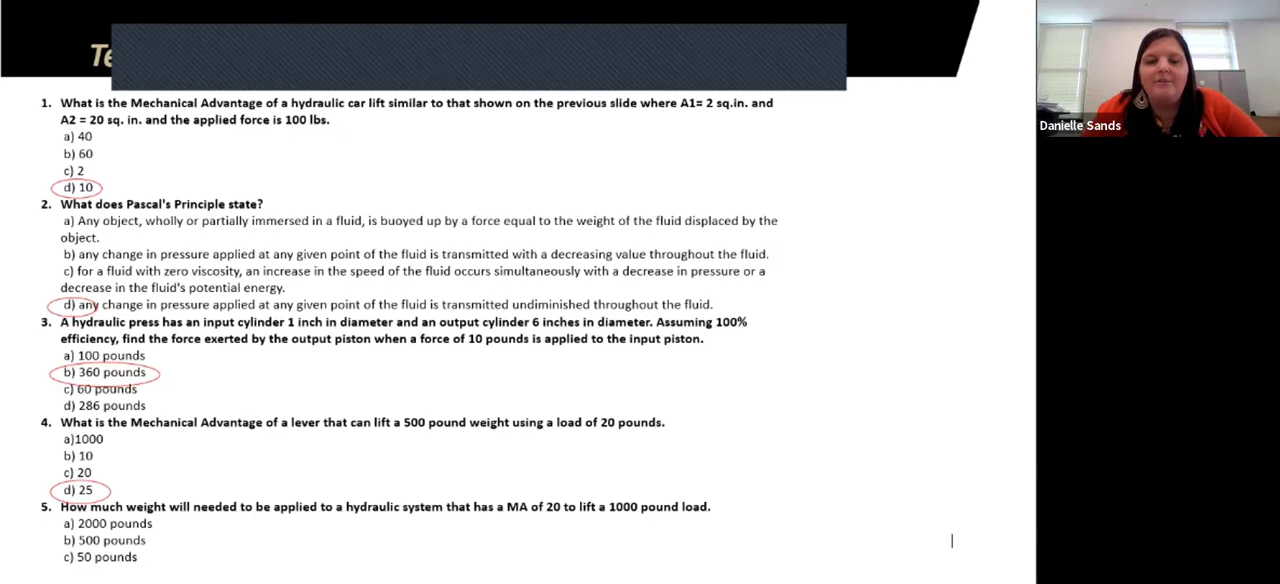 Te
1. What is the Mechanical Advantage of a hydraulic car lift similar to that shown on the previous slide where A1= 2 sq.in. and
A2 = 20 sq. in. and the applied force is 100 lbs.
a) 40
b) 60
c) 2
d) 10
2. What does Pascal's Principle state?
a) Any object, wholly or partially immersed in a fluid, is buoyed up by a force equal to the weight of the fluid displaced by the
object.
b) any change in pressure applied at any given point of the fluid is transmitted with a decreasing value throughout the fluid.
c) for a fluid with zero viscosity, an increase in the speed of the fluid occurs simultaneously with a decrease in pressure or a
decrease in the fluid's potential energy.
d) any change in pressure applied at any given point of the fluid is transmitted undiminished throughout the fluid.
3. A hydraulic press has an input cylinder 1 inch in diameter and an output cylinder 6 inches in diameter. Assuming 100%
efficiency, find the force exerted by the output piston when a force of 10 pounds is applied to the input piston.
a) 100 pounds
b) 360 pounds
c) 60 pounds
d) 286 pounds
4. What is the Mechanical Advantage of a lever that can lift a 500 pound weight using a load of 20 pounds.
a)1000
b) 10
c) 20
d) 25
5. How much weight will needed to be applied to a hydraulic system that has a MA of 20 to lift a 1000 pound load.
a) 2000 pounds
b) 500 pounds
c) 50 pounds
Danielle Sands